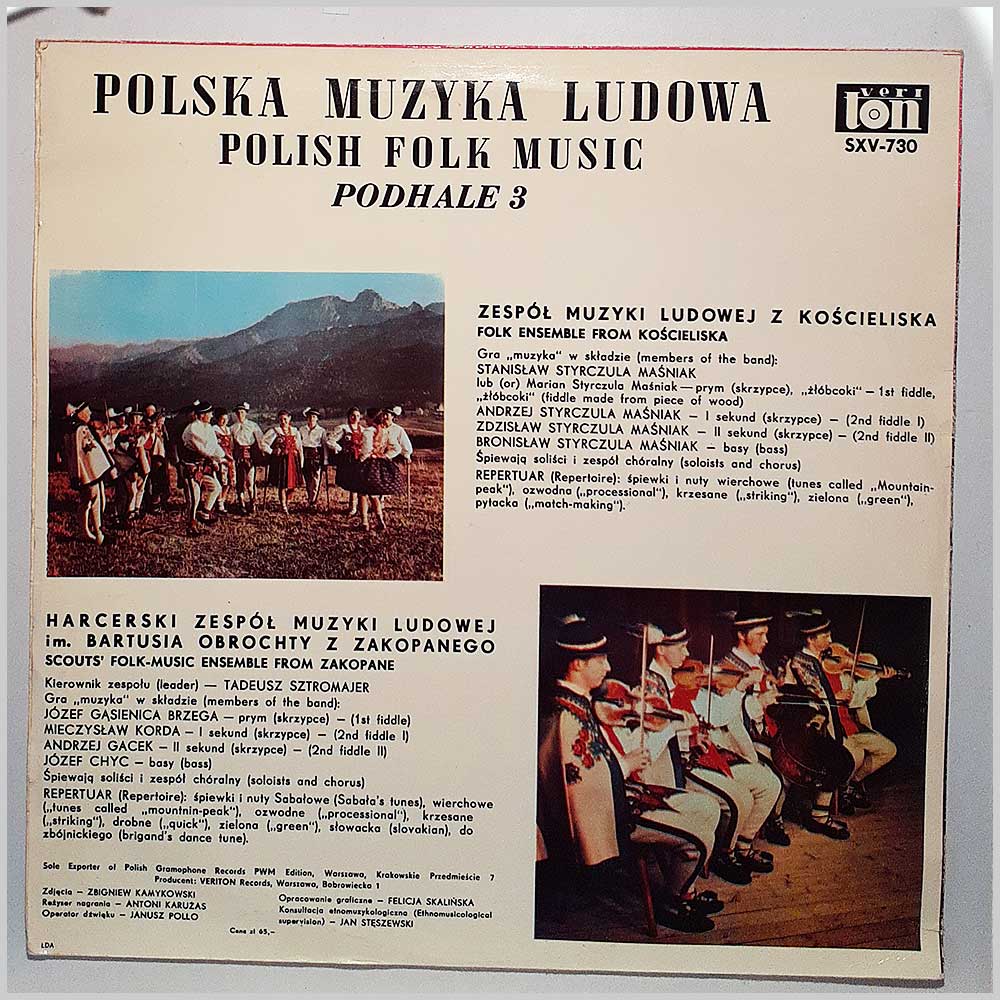 POLSKA MUZYKA LUDOWA
POLISH FOLK MUSIC
PODHALE 3
veri
ton
SXV-730
ZESPÓŁ MUZYKI LUDOWEJ Z KOŚCIELISKA
FOLK ENSEMBLE FROM KOŚCIELISKA
Gra „muzyka" w składzie (members of the band):
STANISŁAW STYRCZULA MAŚNIAK
lub (or) Marian Styrczula Maśniak — prym (skrzypce), „żłóbcoki" — 1st fiddle,
„żłóbcoki" (fiddle made from piece of wood)
ANDRZEJ STYRCZULA MAŚNIAK — I sekund (skrzypce) — (2nd fiddle I)
ZDZISŁAW STYRCZULA MAŚNIAK — II sekund (skrzypce) — (2nd fiddle II)
BRONISŁAW STYRCZULA MAŚNIAK — basy (bass)
Śpiewają soliści i zespół chóralny (soloists and chorus)
REPERTUAR (Repertoire): śpiewki i nuty wierchowe (tunes called „Mountain-
peak"), ozwodna („processional"), krzesane („striking"), zielona („green"),
pytacka („match-making").
HARCERSKI ZESPÓŁ MUZYKI LUDOWEJ
im. BARTUSIA OBROCHTY Z ZAKOPANEGO
SCOUTS' FOLK-MUSIC ENSEMBLE FROM ZAKOPANE
Kierownik zespołu (leader) — TADEUSZ SZTROMAJER
Gra „muzyka" w składzie (members of the band):
JÓZEF GĄSIENICA BRZEGA — prym (skrzypce) — (1st fiddle)
MIECZYSŁAW KORDA — I sekund (skrzypce) — (2nd fiddle I)
ANDRZEJ GACEK — II sekund (skrzypce) — (2nd fiddle II)
JÓZEF CHYC — basy (bass)
Śpiewają soliści i zespół chóralny (soloists and chorus)
REPERTUAR (Repertoire): śpiewki i nuty Sabałowe (Sabała's tunes), wierchowe
(„tunes called „mountnin-peak"), ozwodne („processional"), krzesane
(„striking"), drobne („quick"), zielona („green"), słowacka (slovakian), do
zbójnickiego (brigand's dance tune).
Sole Exporter of Polish Gramophone Records PWM Edition, Warszawa, Krakowskie Przedmieście 7
Producent: VERITON Records, Warszawa, Bobrowiecka 1
Zdjęcia — ZBIGNIEW KAMYKOWSKI
Reżyser nagrania — ANTONI KARUŻAS
Operator dźwięku — JANUSZ POLLO
Opracowanie graficzne — FELICJA SKALIŃSKA
Konsultacja etnomuzykologiczna (Ethnomusicological
supervision) — JAN STĘSZEWSKI
Cena zł 65,—
LDA